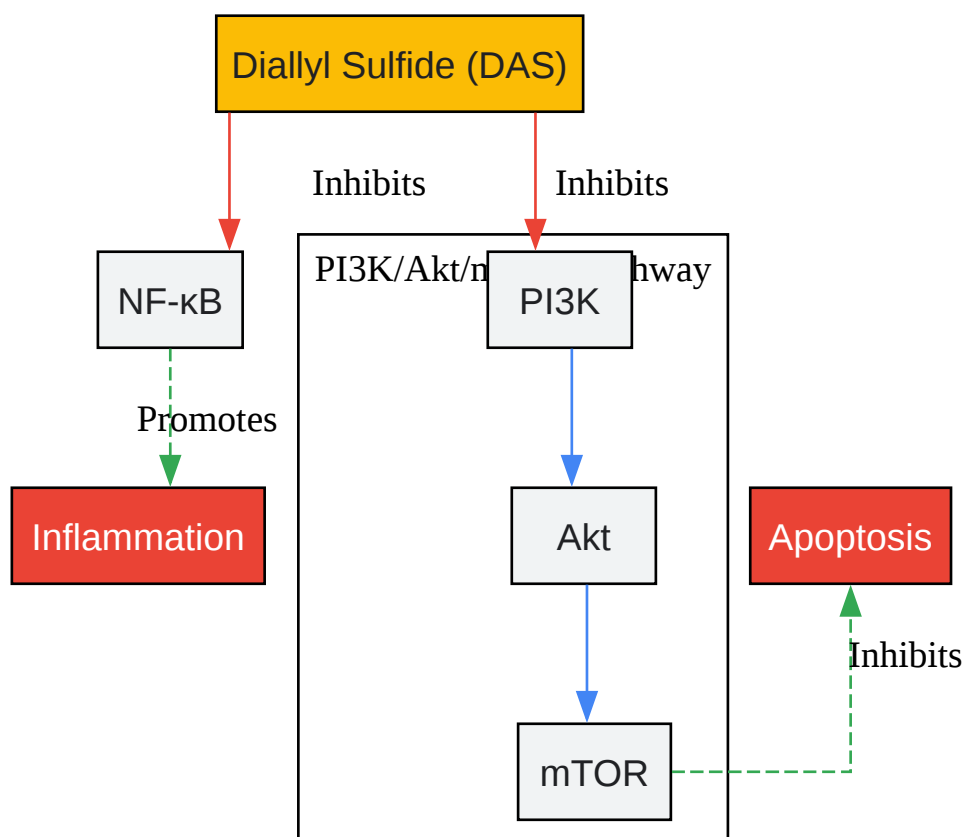 Diallyl Sulfide (DAS)
Inhibits
Inhibits
PI3K/Akt/
hway
NF-κB
PI3K
Promotes
Inflammation
Akt
Apoptosis
Inhibits
mTOR